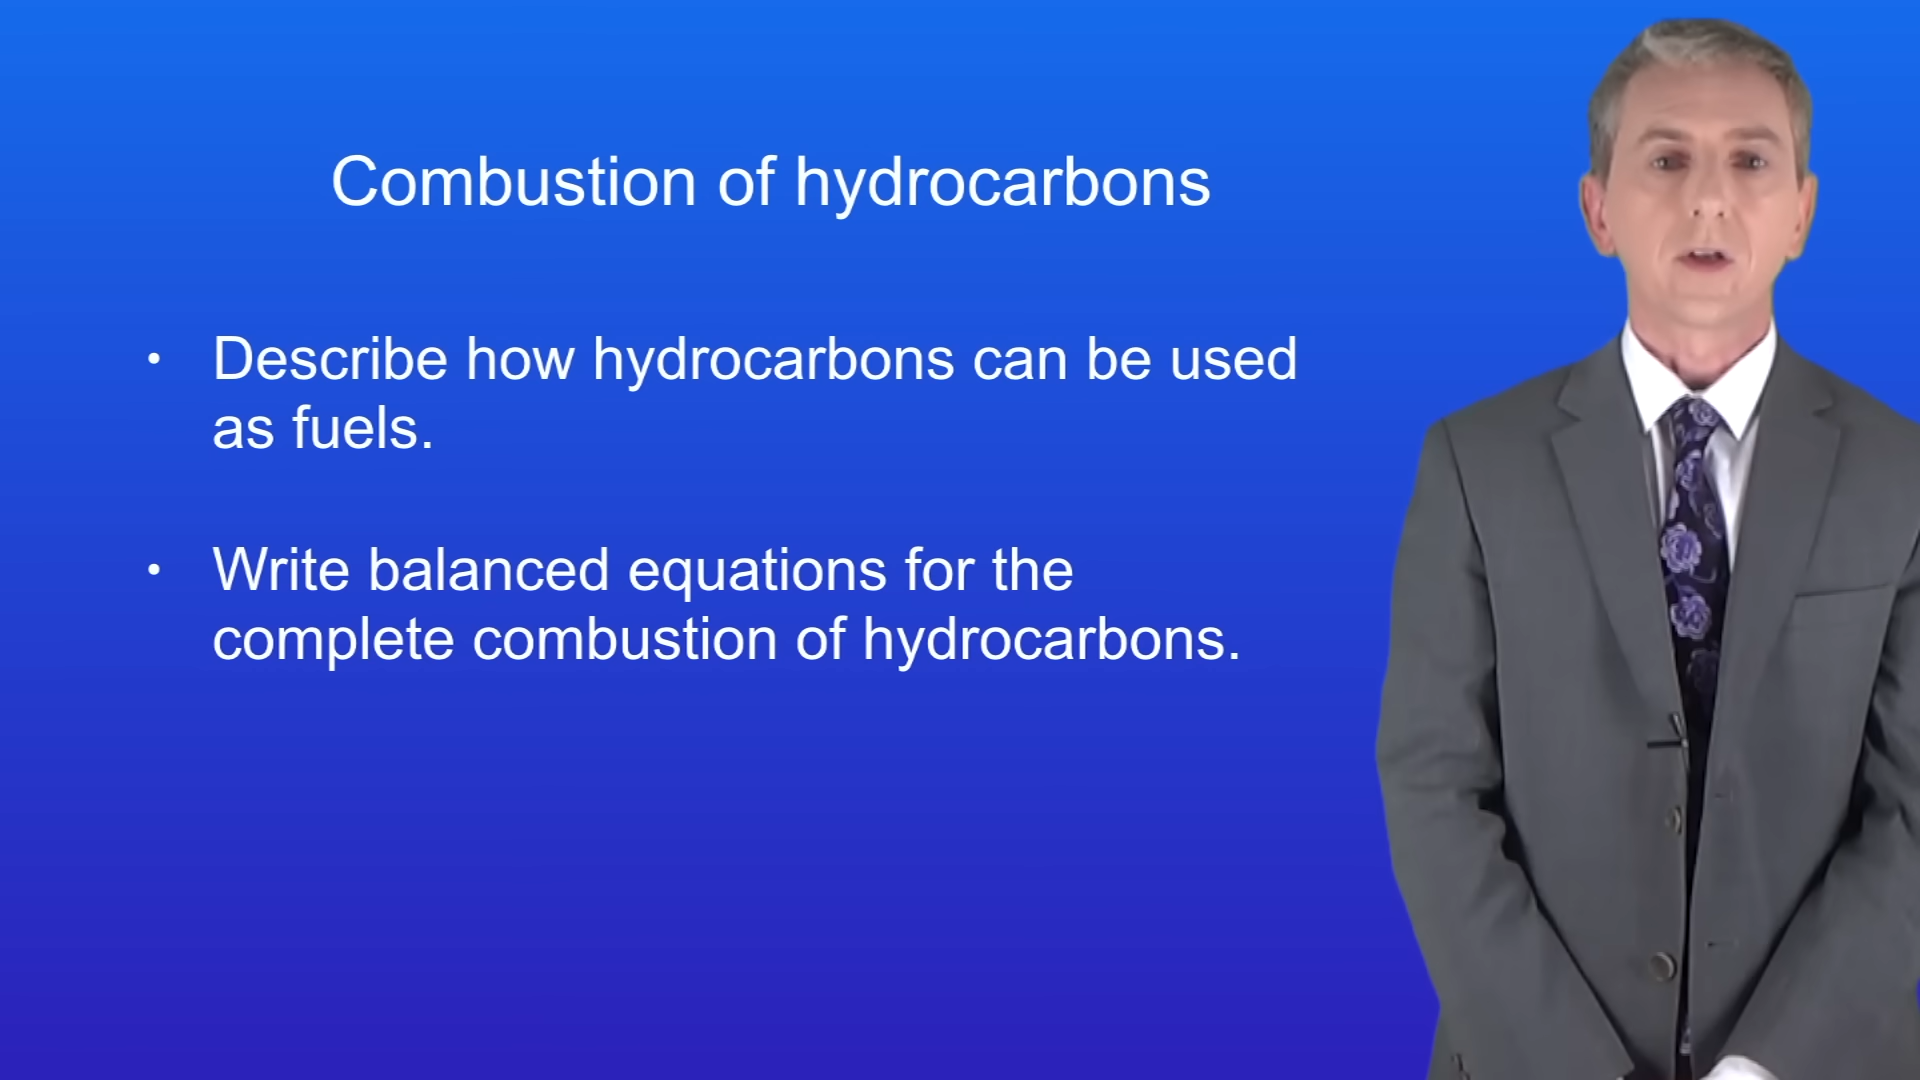 Combustion of hydrocarbons
• Describe how hydrocarbons can be used
as fuels.
• Write balanced equations for the
complete combustion of hydrocarbons.